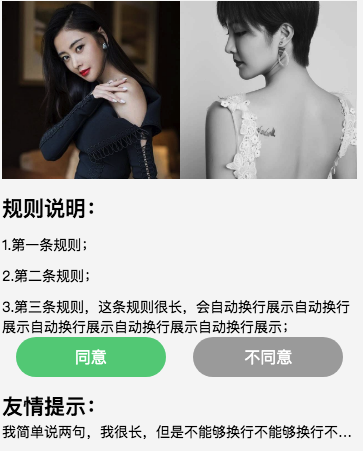 规则说明：
1.第一条规则；
2.第二条规则；
3.第三条规则，这条规则很长，会自动换行展示自动换行
展示自动换行展示自动换行展示自动换行展示；
同意 不同意
友情提示：
我简单说两句，我很长，但是不能够换行不能够换行不...